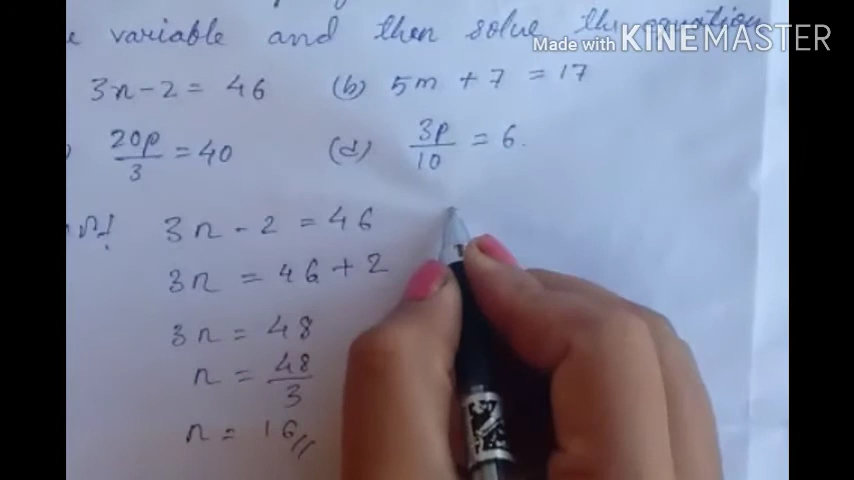 variable and then solve the equation
Made with KINEMASTER
3n - 2 = 46 (b) 5m + 7 = 17
20p/3 = 40 (d) 3p/10 = 6.
3n - 2 = 46
3n = 46 + 2
3n = 48
n = 48/3
n = 16//